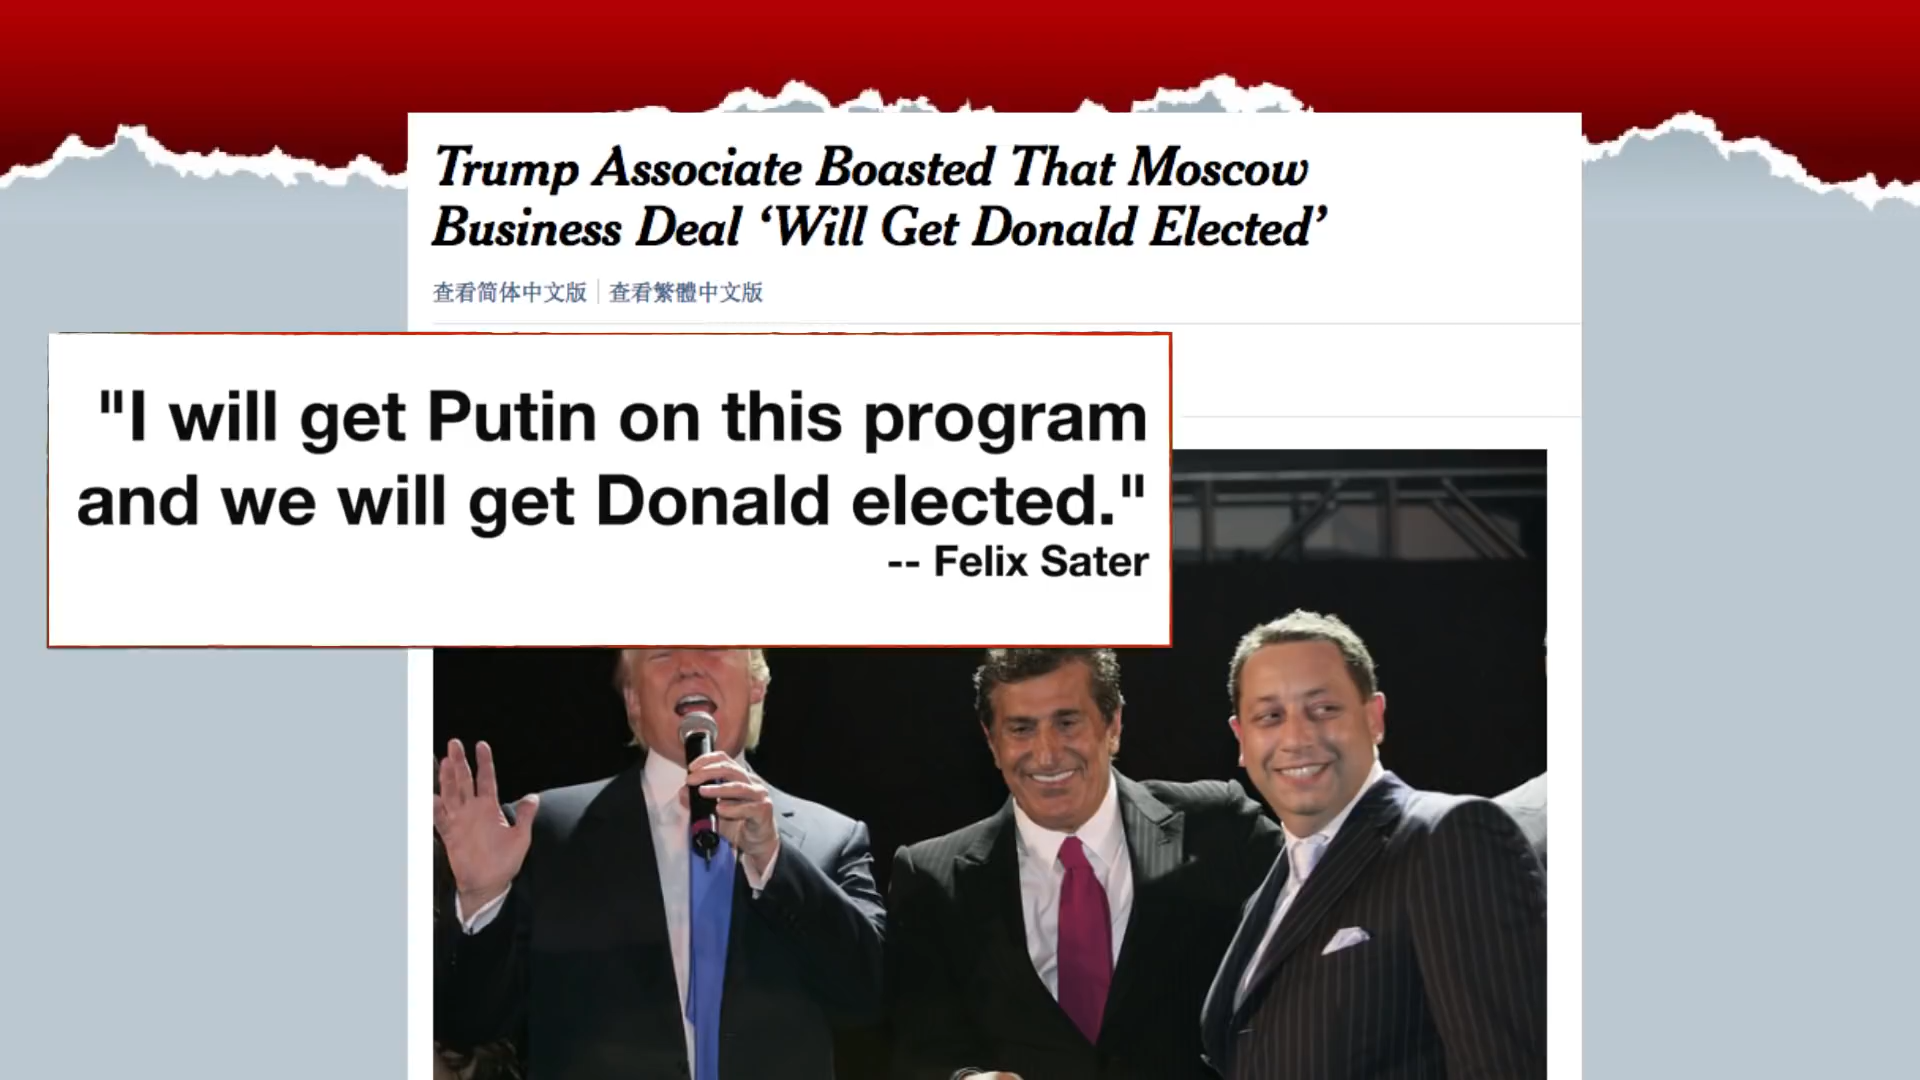 Trump Associate Boasted That Moscow
Business Deal ‘Will Get Donald Elected’
查看简体中文版 | 查看繁體中文版
"I will get Putin on this program
and we will get Donald elected."
-- Felix Sater